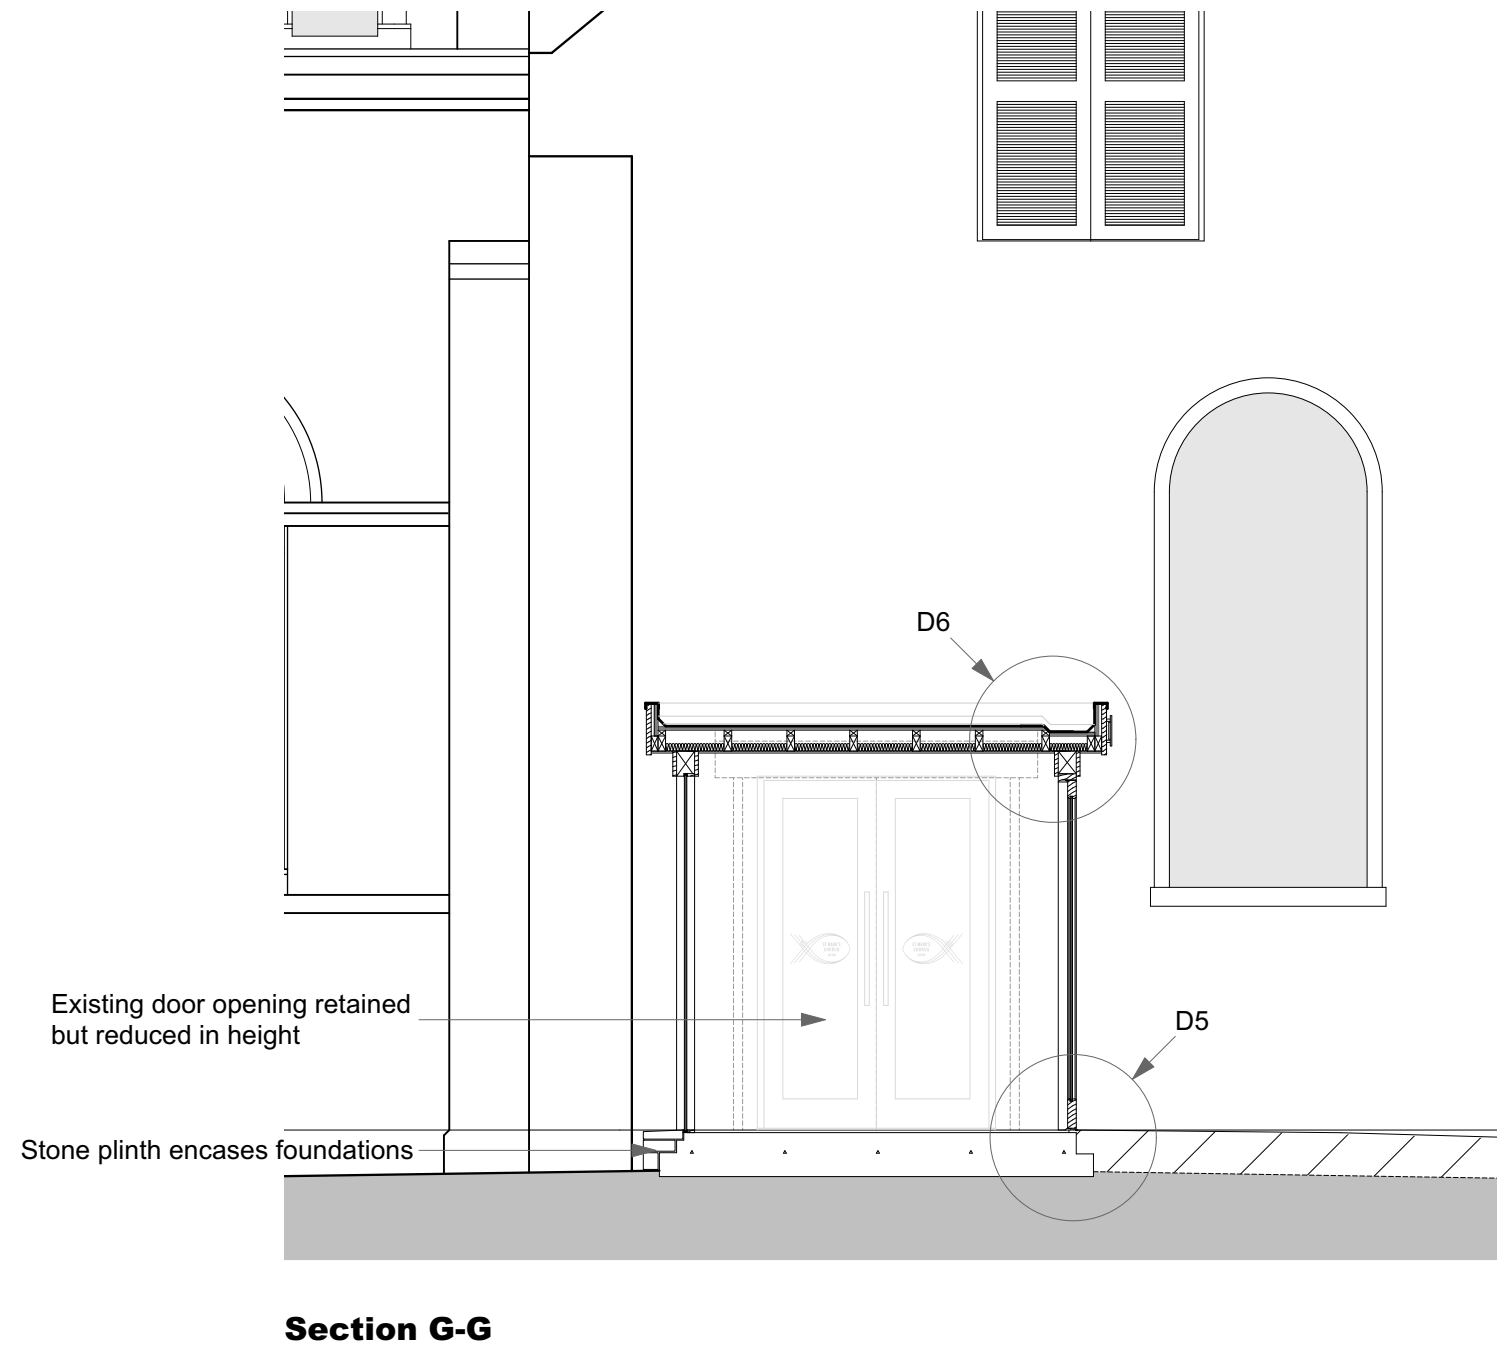 D6
Existing door opening retained
but reduced in height
D5
Stone plinth encases foundations
Section G-G